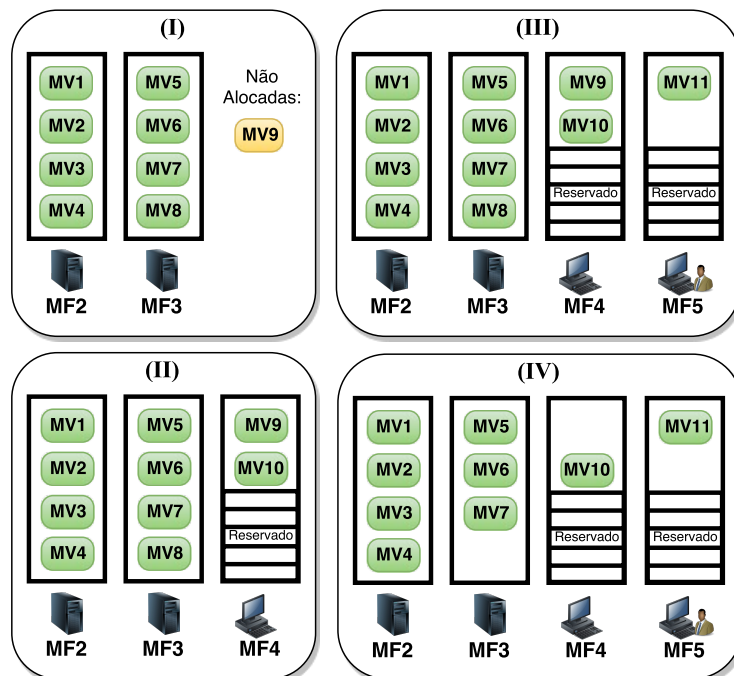 (I)
MV1 MV5 Não
Alocadas:
MV2 MV6 MV9
MV3 MV7
MV4 MV8
MF2 MF3
(III)
MV1 MV5 MV9 MV11
MV2 MV6 MV10
MV3 MV7 Reservado Reservado
MV4 MV8
MF2 MF3 MF4 MF5
(II)
MV1 MV5 MV9
MV2 MV6 MV10
MV3 MV7
Reservado
MV4 MV8
MF2 MF3 MF4
(IV)
MV1 MV5 MV11
MV2 MV6 MV10
MV3 MV7
Reservado Reservado
MV4
MF2 MF3 MF4 MF5